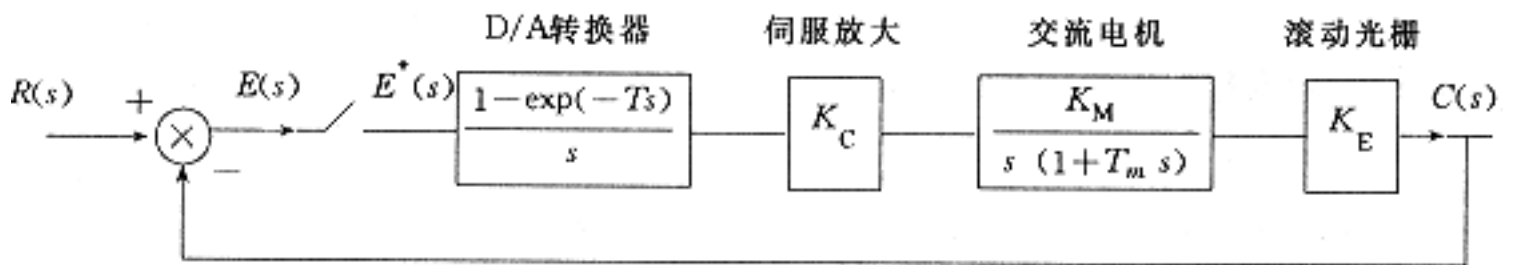 D/A转换器
伺服放大
交流电机
滚动光栅
R(s)
+
E(s)
E*(s)
1－exp(－Ts)
s
K_C
K_M
s (1+T_m s)
K_E
C(s)
－